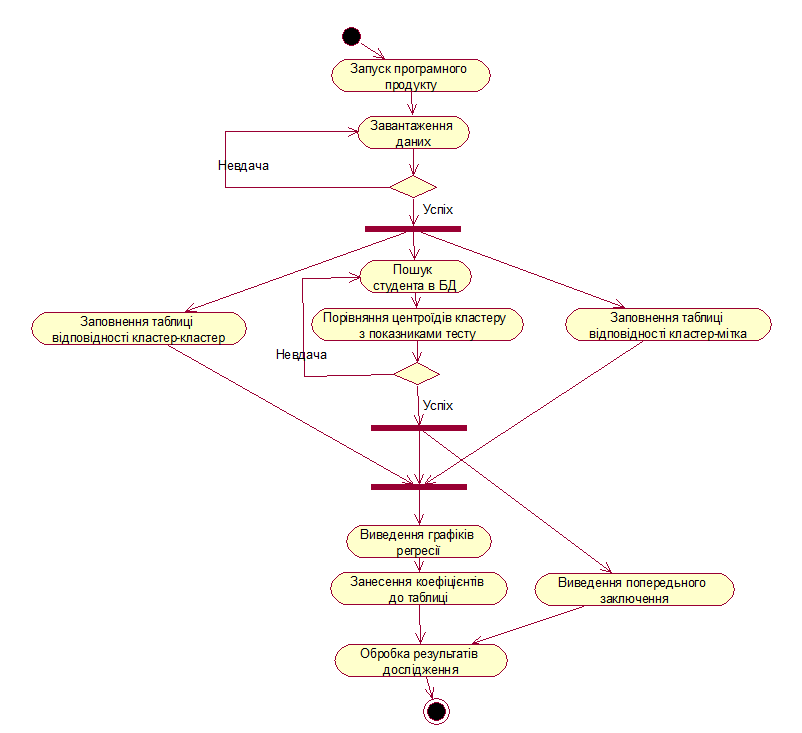 Запуск програмного
продукту
Завантаження
даних
Невдача
Успіх
Пошук
студента в БД
Заповнення таблиці
відповідності кластер-кластер
Порівняння центроїдів кластеру
з показниками тесту
Заповнення таблиці
відповідності кластер-мітка
Невдача
Успіх
Виведення графіків
регресії
Занесення коефіцієнтів
до таблиці
Виведення попередьного
заключення
Обробка результатів
дослідження